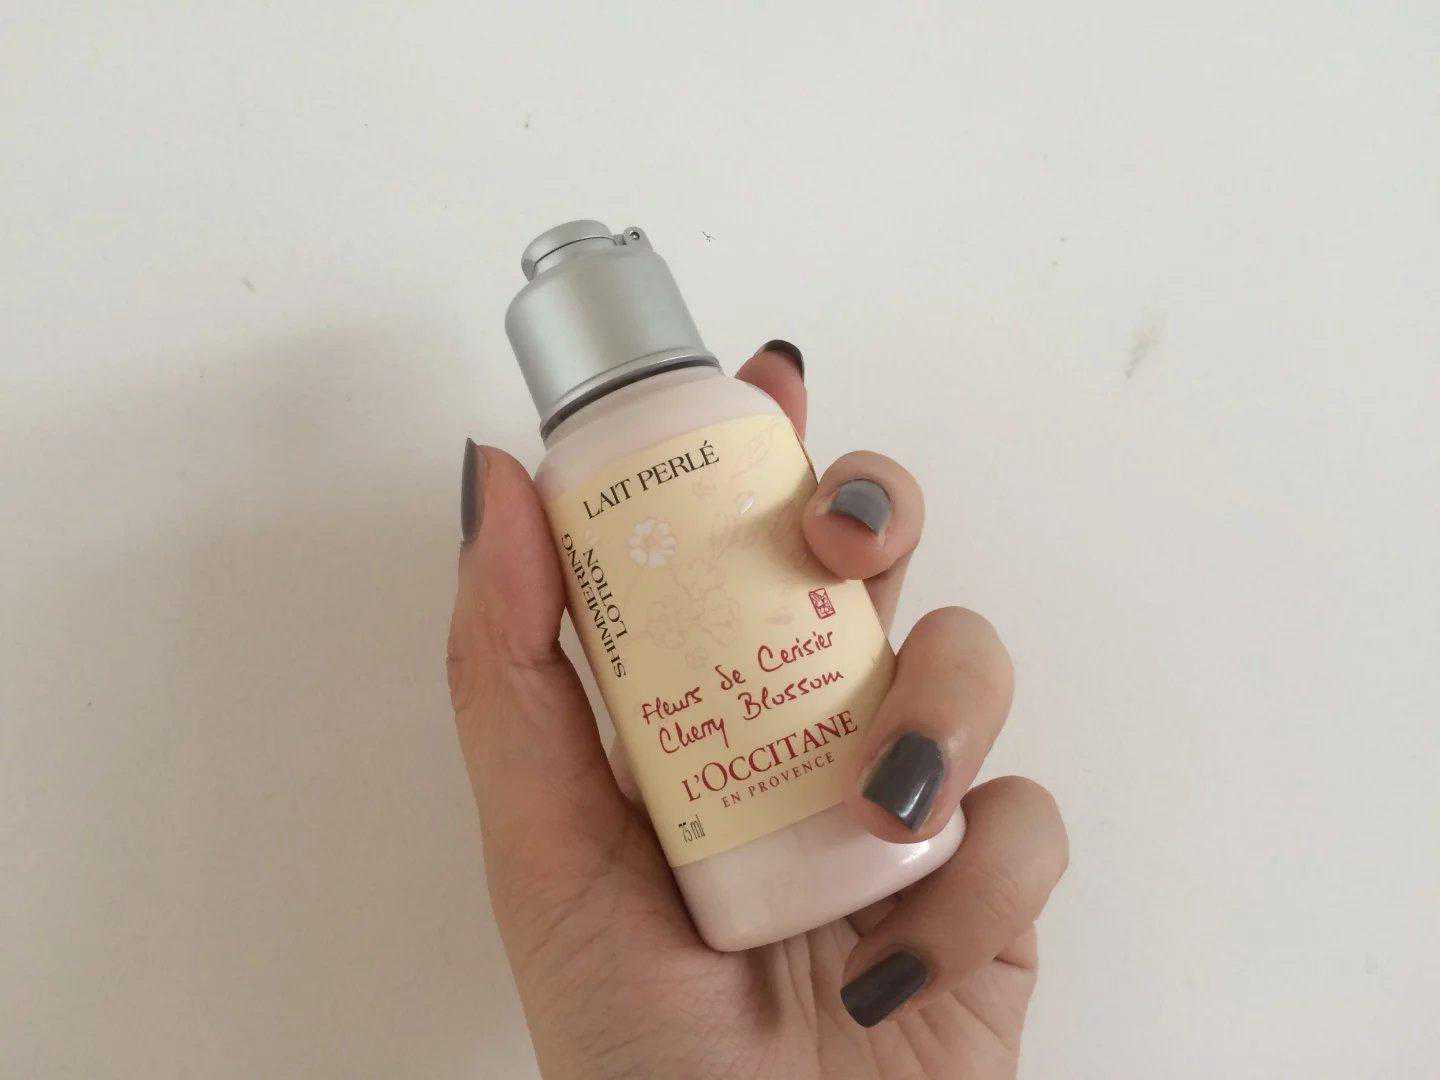 LAIT PERLÉ
SHIMMERING
LOTION
Fleurs de Cerisier
Cherry Blossom
L'OCCITANE
EN PROVENCE
75 ml